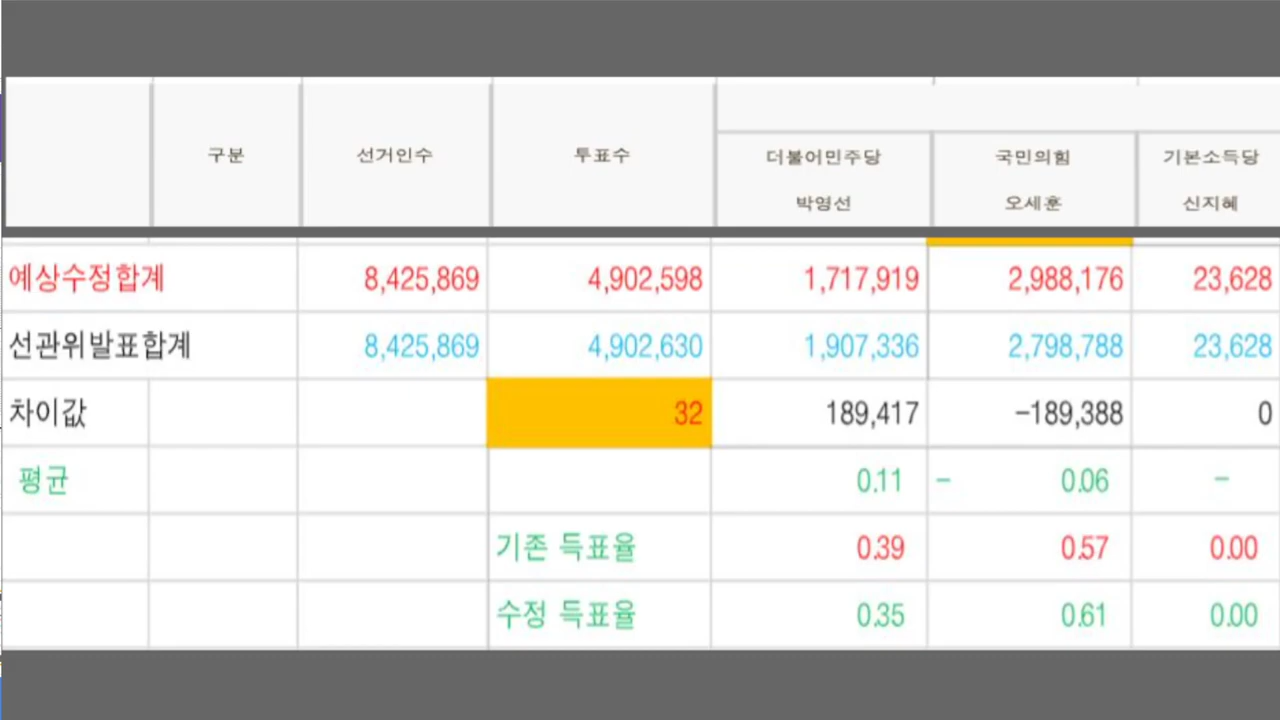 구분 선거인수 투표수 더불어민주당 국민의힘 기본소득당
박영선 오세훈 신지혜
예상수정합계 8,425,869 4,902,598 1,717,919 2,988,176 23,628
선관위발표합계 8,425,869 4,902,630 1,907,336 2,798,788 23,628
차이값 32 189,417 -189,388 0
평균 0.11 - 0.06 -
기존 득표율 0.39 0.57 0.00
수정 득표율 0.35 0.61 0.00